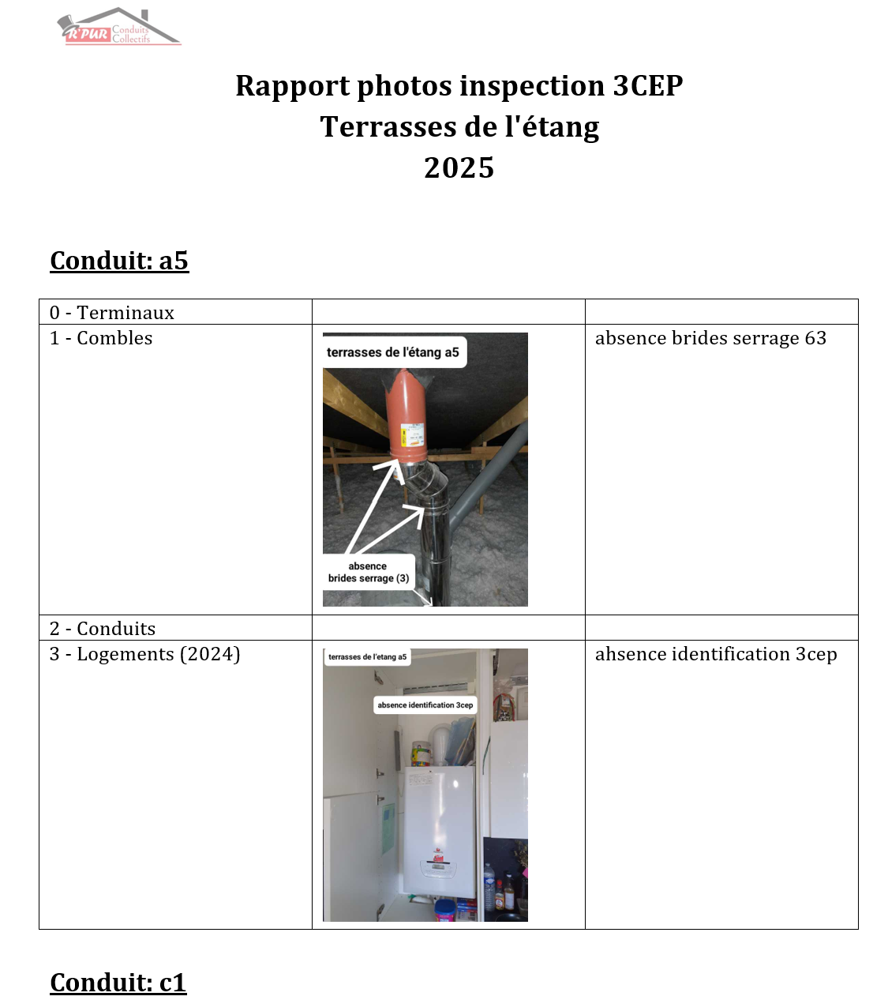 R'PUR Conduits
Collectifs
Rapport photos inspection 3CEP
Terrasses de l'étang
2025
Conduit: a5
0 - Terminaux
1 - Combles
terrasses de l'étang a5
absence
brides serrage (3)
absence brides serrage 63
2 - Conduits
3 - Logements (2024)
terrasses de l'etang a5
absence identification 3cep
ahsence identification 3cep
Conduit: c1